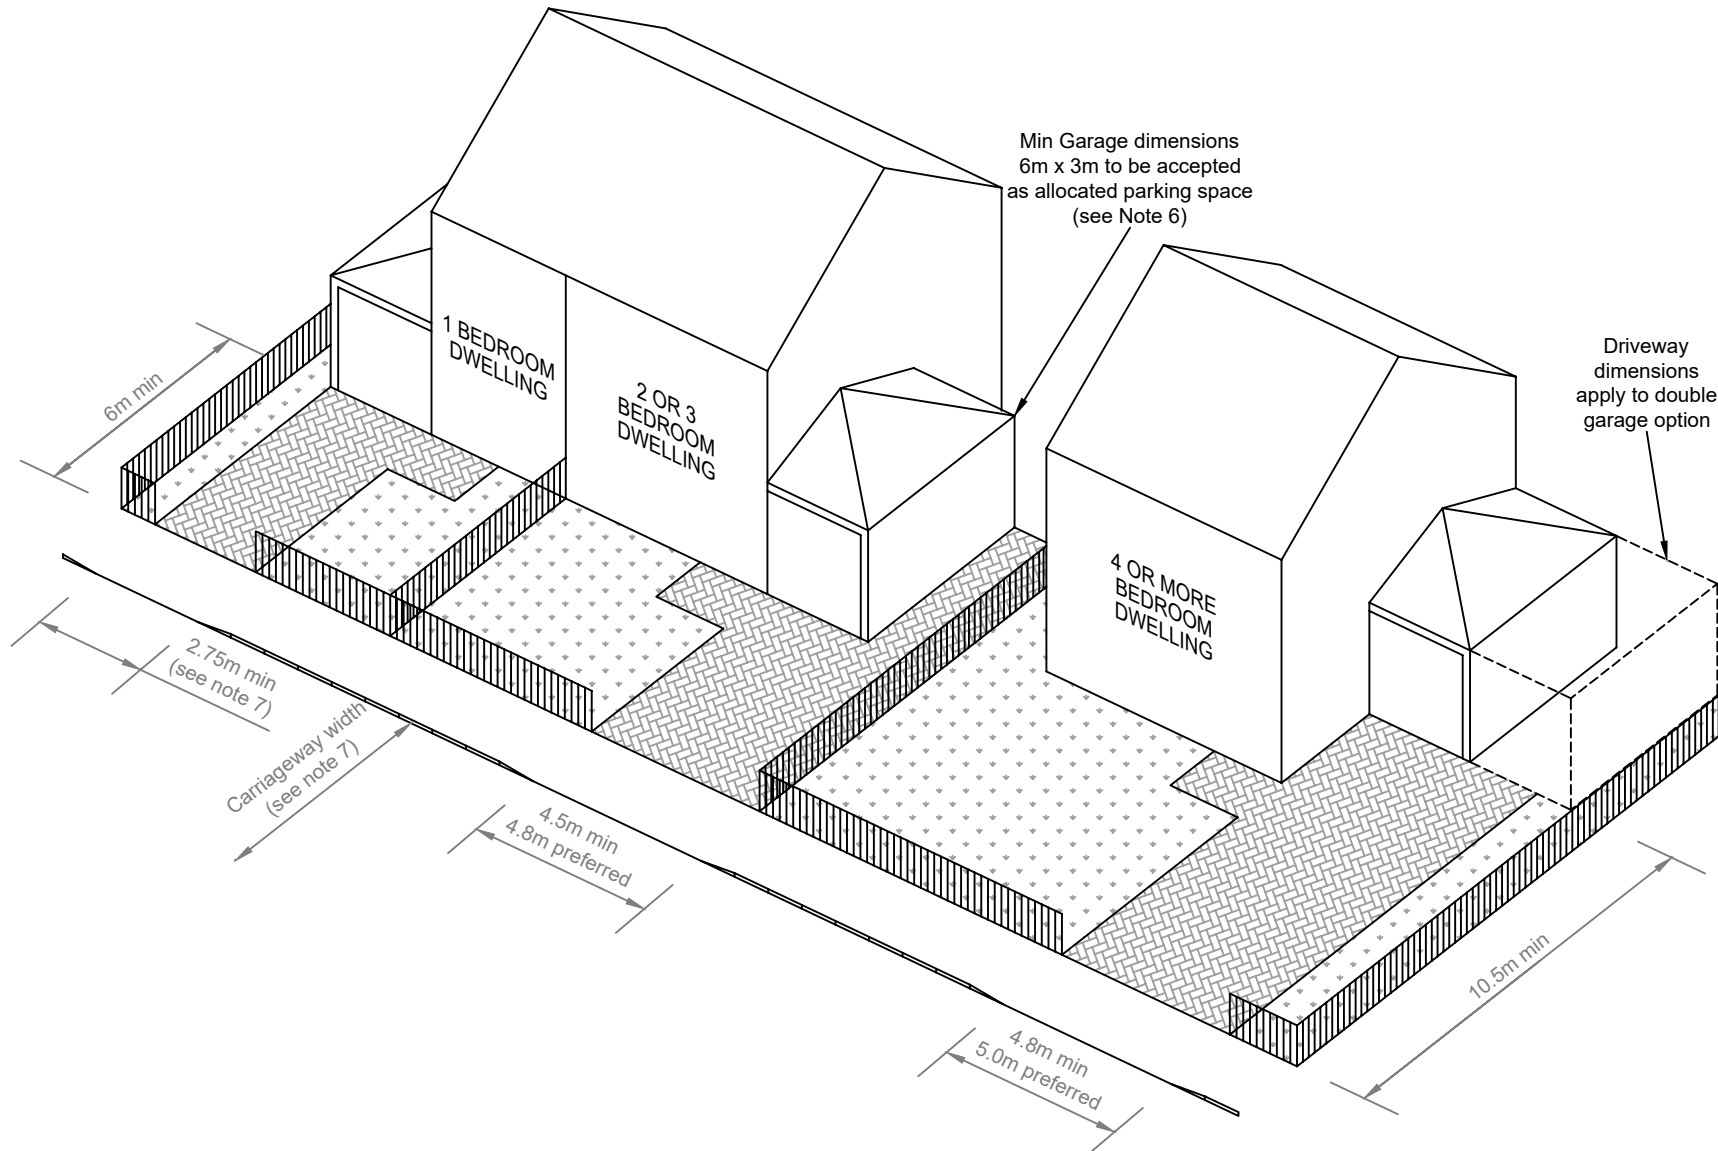 Min Garage dimensions
6m x 3m to be accepted
as allocated parking space
(see Note 6)
Driveway
dimensions
apply to double
garage option
1 BEDROOM
DWELLING
2 OR 3
BEDROOM
DWELLING
4 OR MORE
BEDROOM
DWELLING
6m min
2.75m min
(see note 7)
Carriageway width
(see note 7)
4.5m min
4.8m preferred
4.8m min
5.0m preferred
10.5m min